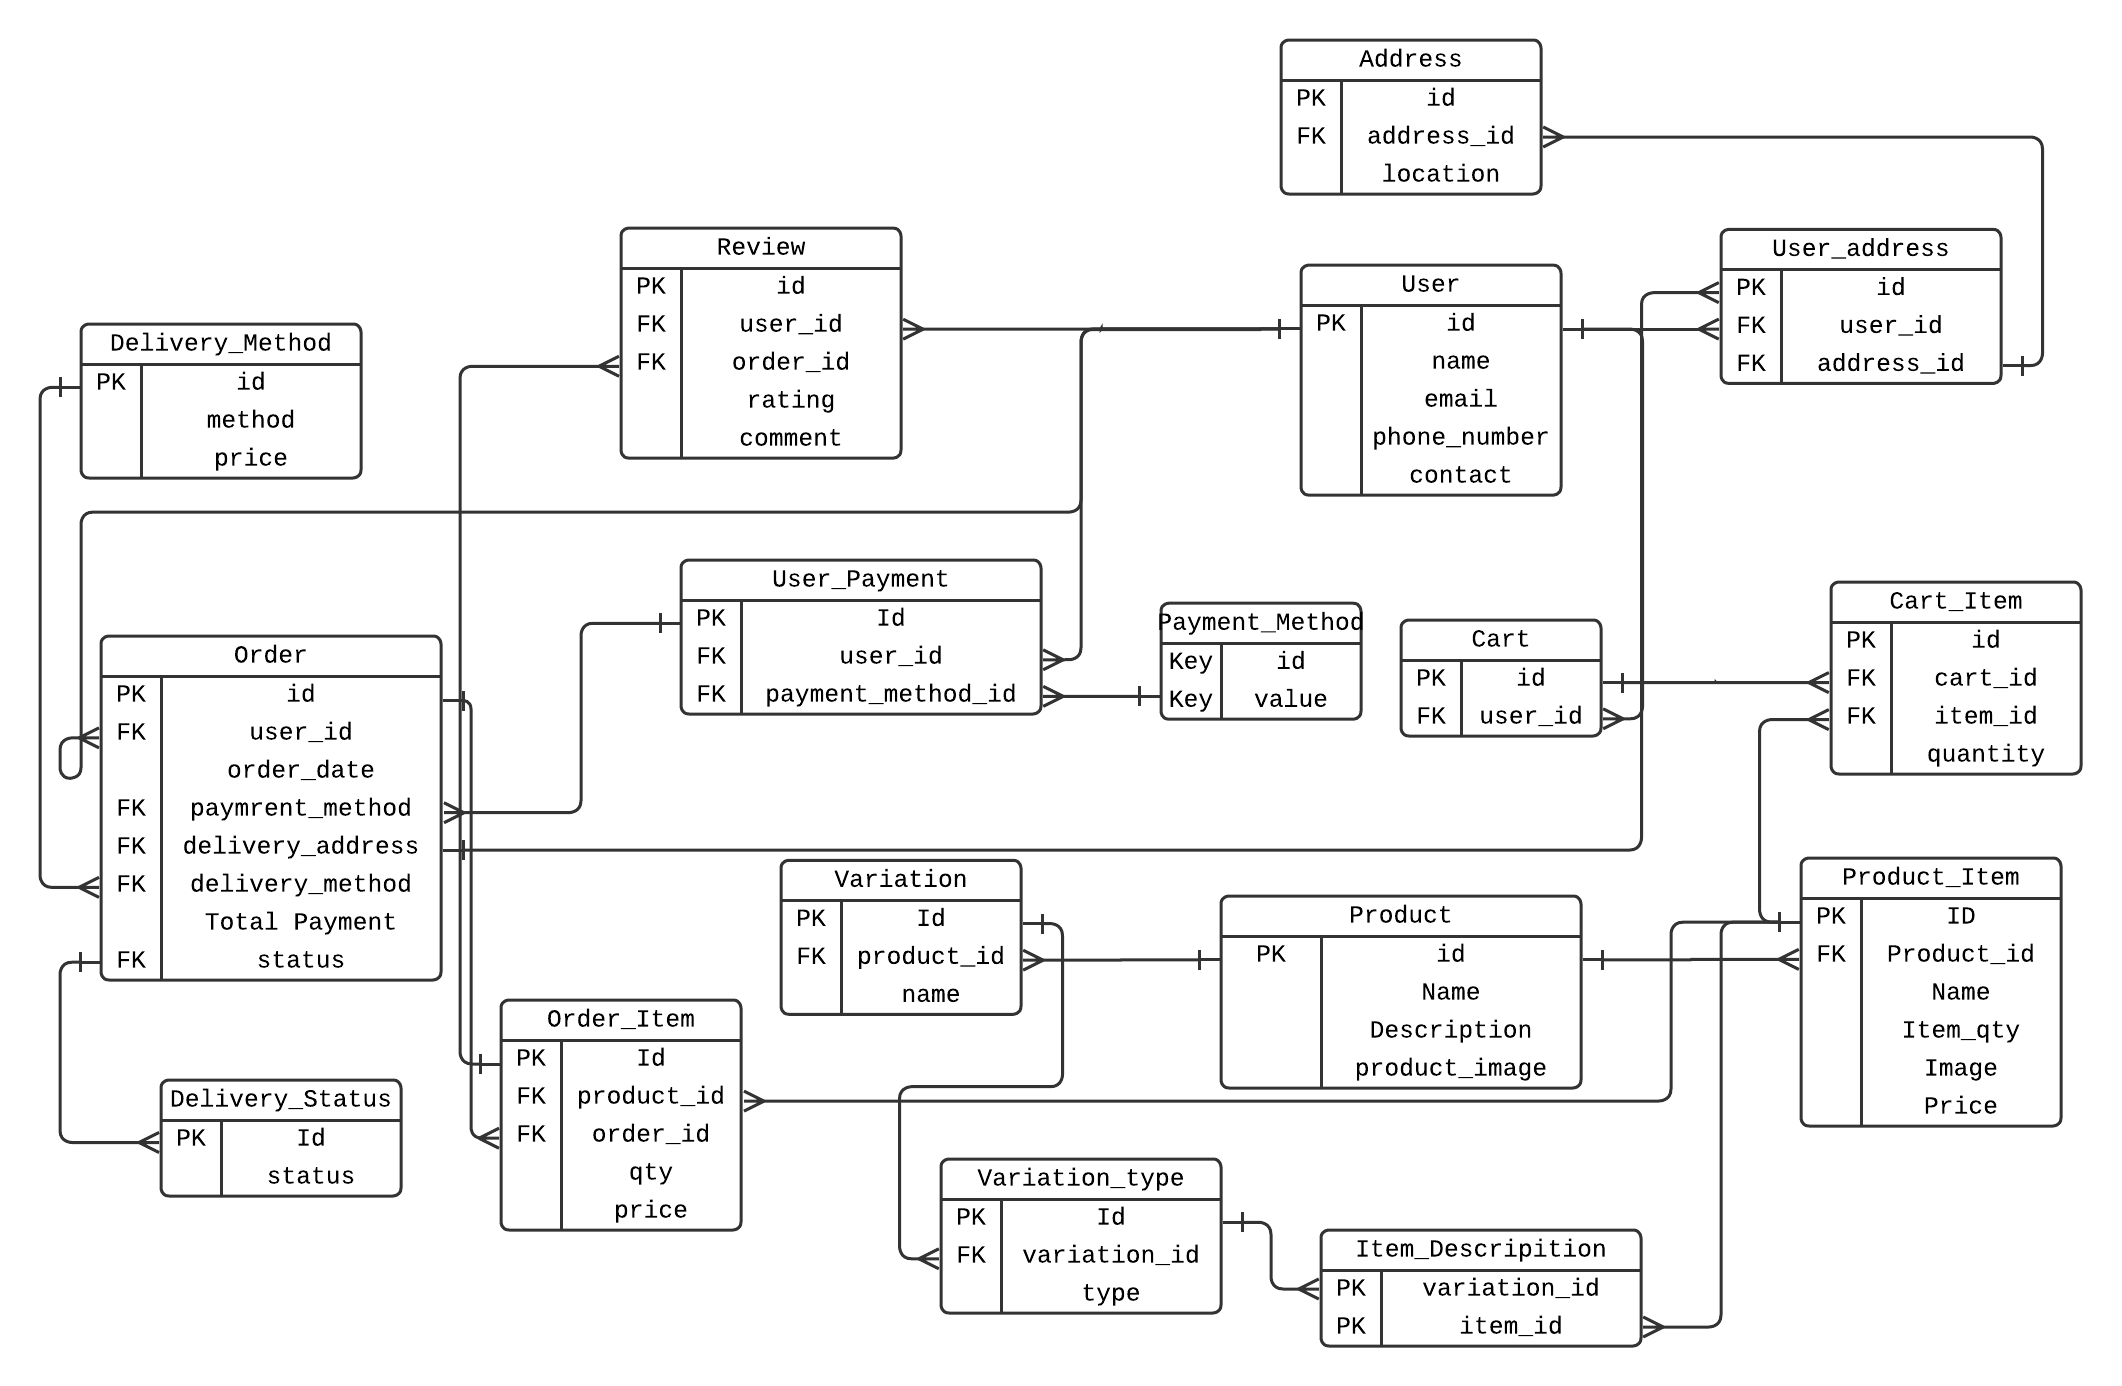 Address
PK id
FK address_id
location
Review
PK id
FK user_id
FK order_id
rating
comment
User
PK id
name
email
phone_number
contact
User_address
PK id
FK user_id
FK address_id
Delivery_Method
PK id
method
price
User_Payment
PK Id
FK user_id
FK payment_method_id
Payment_Method
Key id
Key value
Cart
PK id
FK user_id
Cart_Item
PK id
FK cart_id
FK item_id
quantity
Order
PK id
FK user_id
order_date
FK paymrent_method
FK delivery_address
FK delivery_method
Total Payment
FK status
Variation
PK Id
FK product_id
name
Product
PK id
Name
Description
product_image
Product_Item
PK ID
FK Product_id
Name
Item_qty
Image
Price
Order_Item
PK Id
FK product_id
FK order_id
qty
price
Delivery_Status
PK Id
status
Variation_type
PK Id
FK variation_id
type
Item_Descripition
PK variation_id
PK item_id